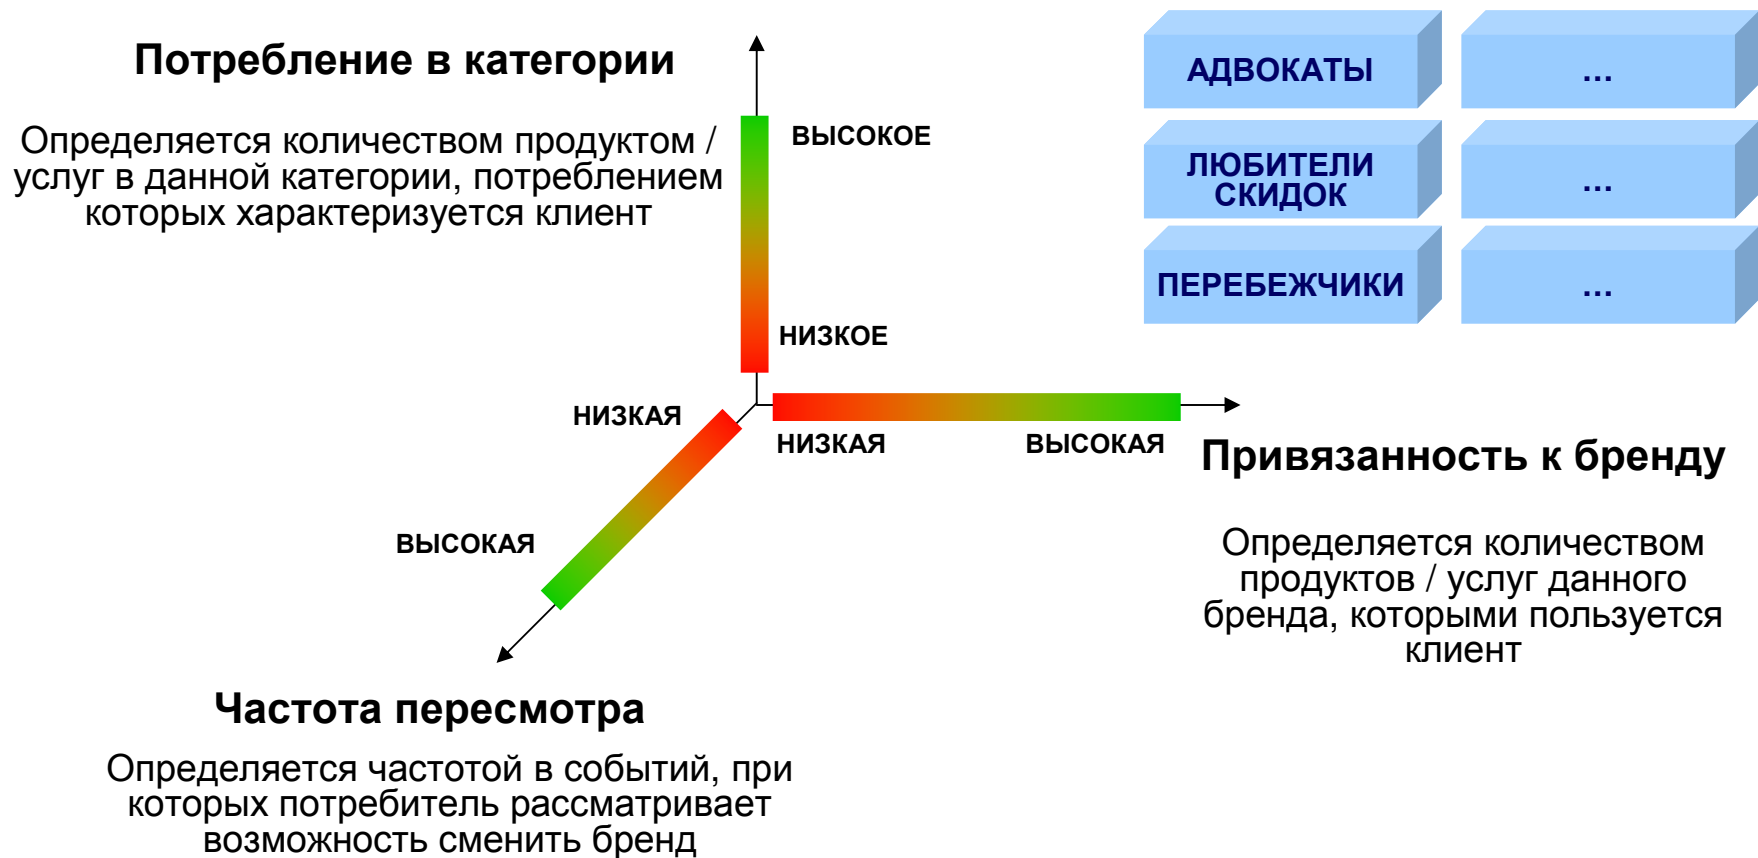 Потребление в категории
Определяется количеством продуктом /
услуг в данной категории, потреблением
которых характеризуется клиент
ВЫСОКОЕ
НИЗКОЕ
АДВОКАТЫ
...
ЛЮБИТЕЛИ
СКИДОК
...
ПЕРЕБЕЖЧИКИ
...
НИЗКАЯ
ВЫСОКАЯ
НИЗКАЯ
ВЫСОКАЯ
Привязанность к бренду
Определяется количеством
продуктов / услуг данного
бренда, которыми пользуется
клиент
Частота пересмотра
Определяется частотой в событий, при
которых потребитель рассматривает
возможность сменить бренд